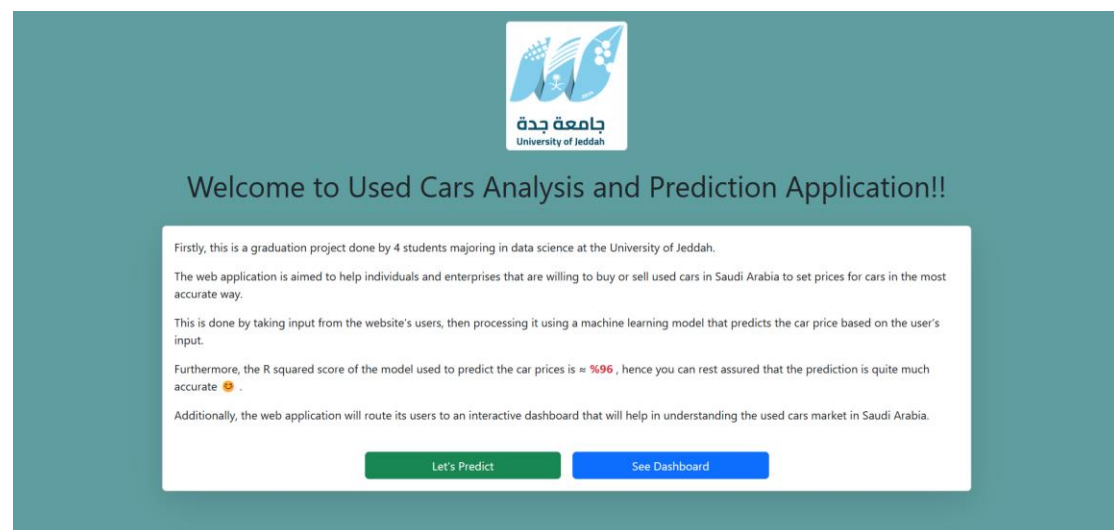 جامعة جدة
University of Jeddah
Welcome to Used Cars Analysis and Prediction Application!!
Firstly, this is a graduation project done by 4 students majoring in data science at the University of Jeddah.
The web application is aimed to help individuals and enterprises that are willing to buy or sell used cars in Saudi Arabia to set prices for cars in the most
accurate way.
This is done by taking input from the website's users, then processing it using a machine learning model that predicts the car price based on the user's
input.
Furthermore, the R squared score of the model used to predict the car prices is ≈ %96 , hence you can rest assured that the prediction is quite much
accurate 😊 .
Additionally, the web application will route its users to an interactive dashboard that will help in understanding the used cars market in Saudi Arabia.
Let's Predict
See Dashboard